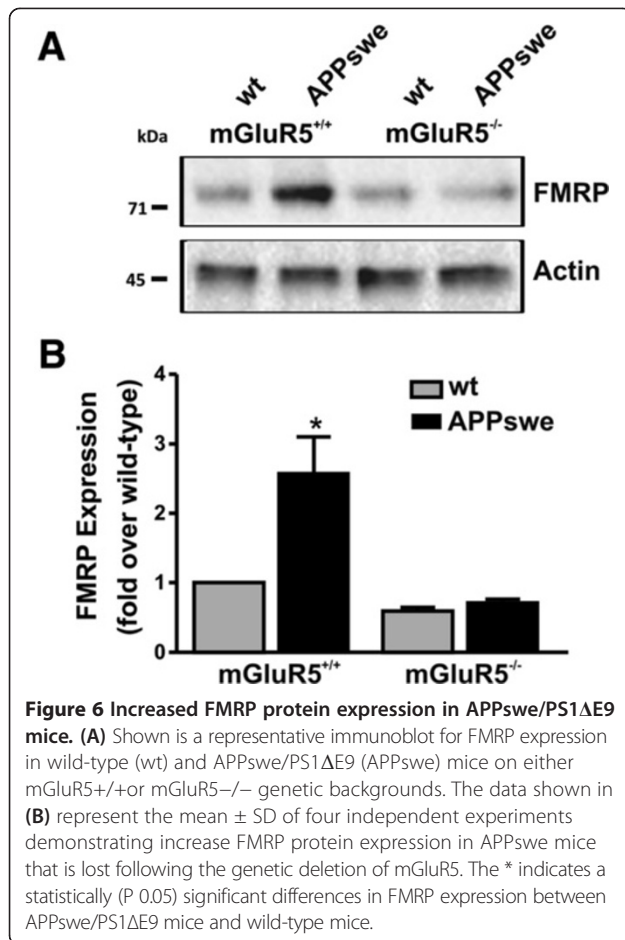 A
wt APPswe wt APPswe
mGluR5+/+ mGluR5-/-
kDa
71 FMRP
45 Actin
B
FMRP Expression
(fold over wild-type)
4
3
2
1
0
*
wt
APPswe
mGluR5+/+ mGluR5-/-
Figure 6 Increased FMRP protein expression in APPswe/PS1ΔE9
mice. (A) Shown is a representative immunoblot for FMRP expression
in wild-type (wt) and APPswe/PS1ΔE9 (APPswe) mice on either
mGluR5+/+or mGluR5−/− genetic backgrounds. The data shown in
(B) represent the mean ± SD of four independent experiments
demonstrating increase FMRP protein expression in APPswe mice
that is lost following the genetic deletion of mGluR5. The * indicates a
statistically (P 0.05) significant differences in FMRP expression between
APPswe/PS1ΔE9 mice and wild-type mice.